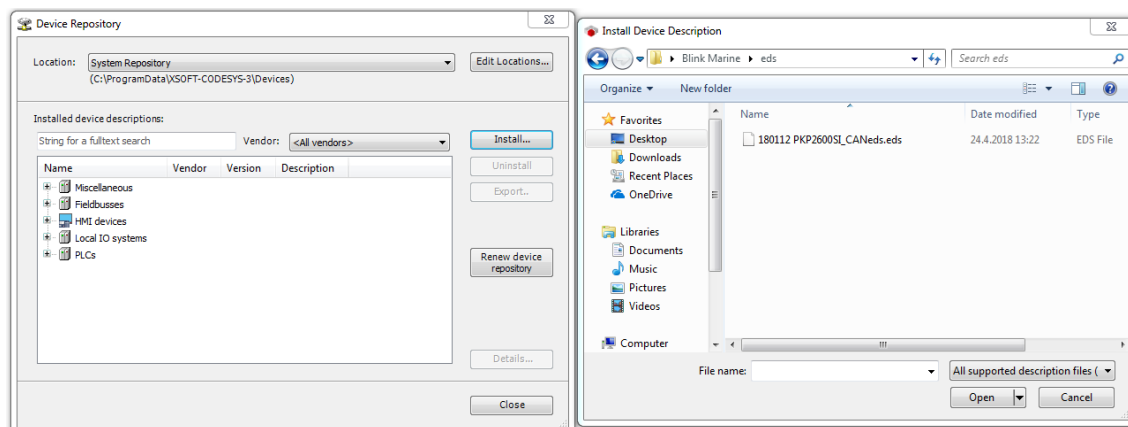 Device Repository
Location: System Repository Edit Locations...
(C:\ProgramData\XSOFT-CODESYS-3\Devices)
Installed device descriptions:
String for a fulltext search Vendor: <All vendors> Install...
Name Vendor Version Description
Uninstall
Miscellaneous
Export..
Fieldbusses
HMI devices
Local IO systems
PLCs
Renew device
repository
Details...
Close
Install Device Description
Blink Marine eds Search eds
Organize New folder
Name Date modified Type
Favorites
Desktop
Downloads
Recent Places
OneDrive
Libraries
Documents
Music
Pictures
Videos
Computer
180112 PKP2600SI_CANeds.eds 24.4.2018 13:22 EDS File
File name: All supported description files (
Open Cancel